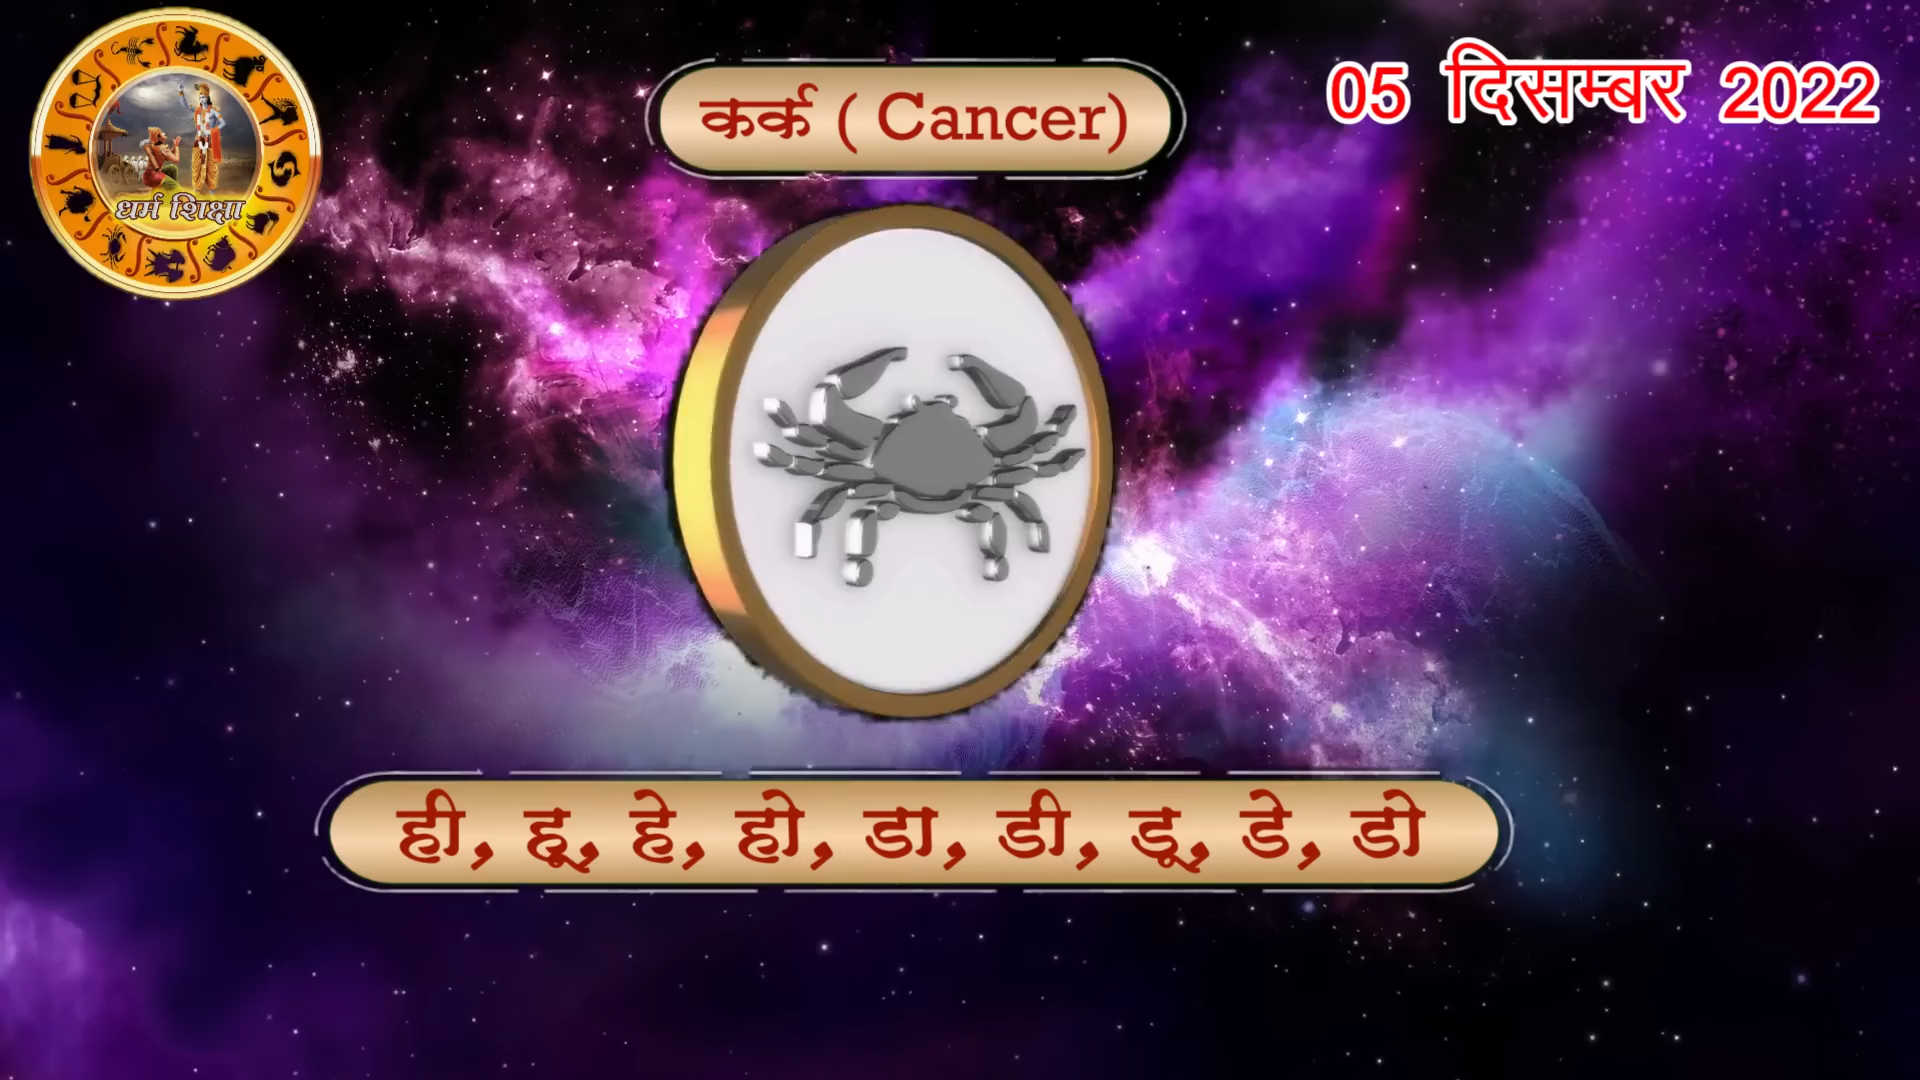 धर्म शिक्षा
कर्क ( Cancer)
05 दिसम्बर 2022
ही, हू, हे, हो, डा, डी, डू, डे, डो